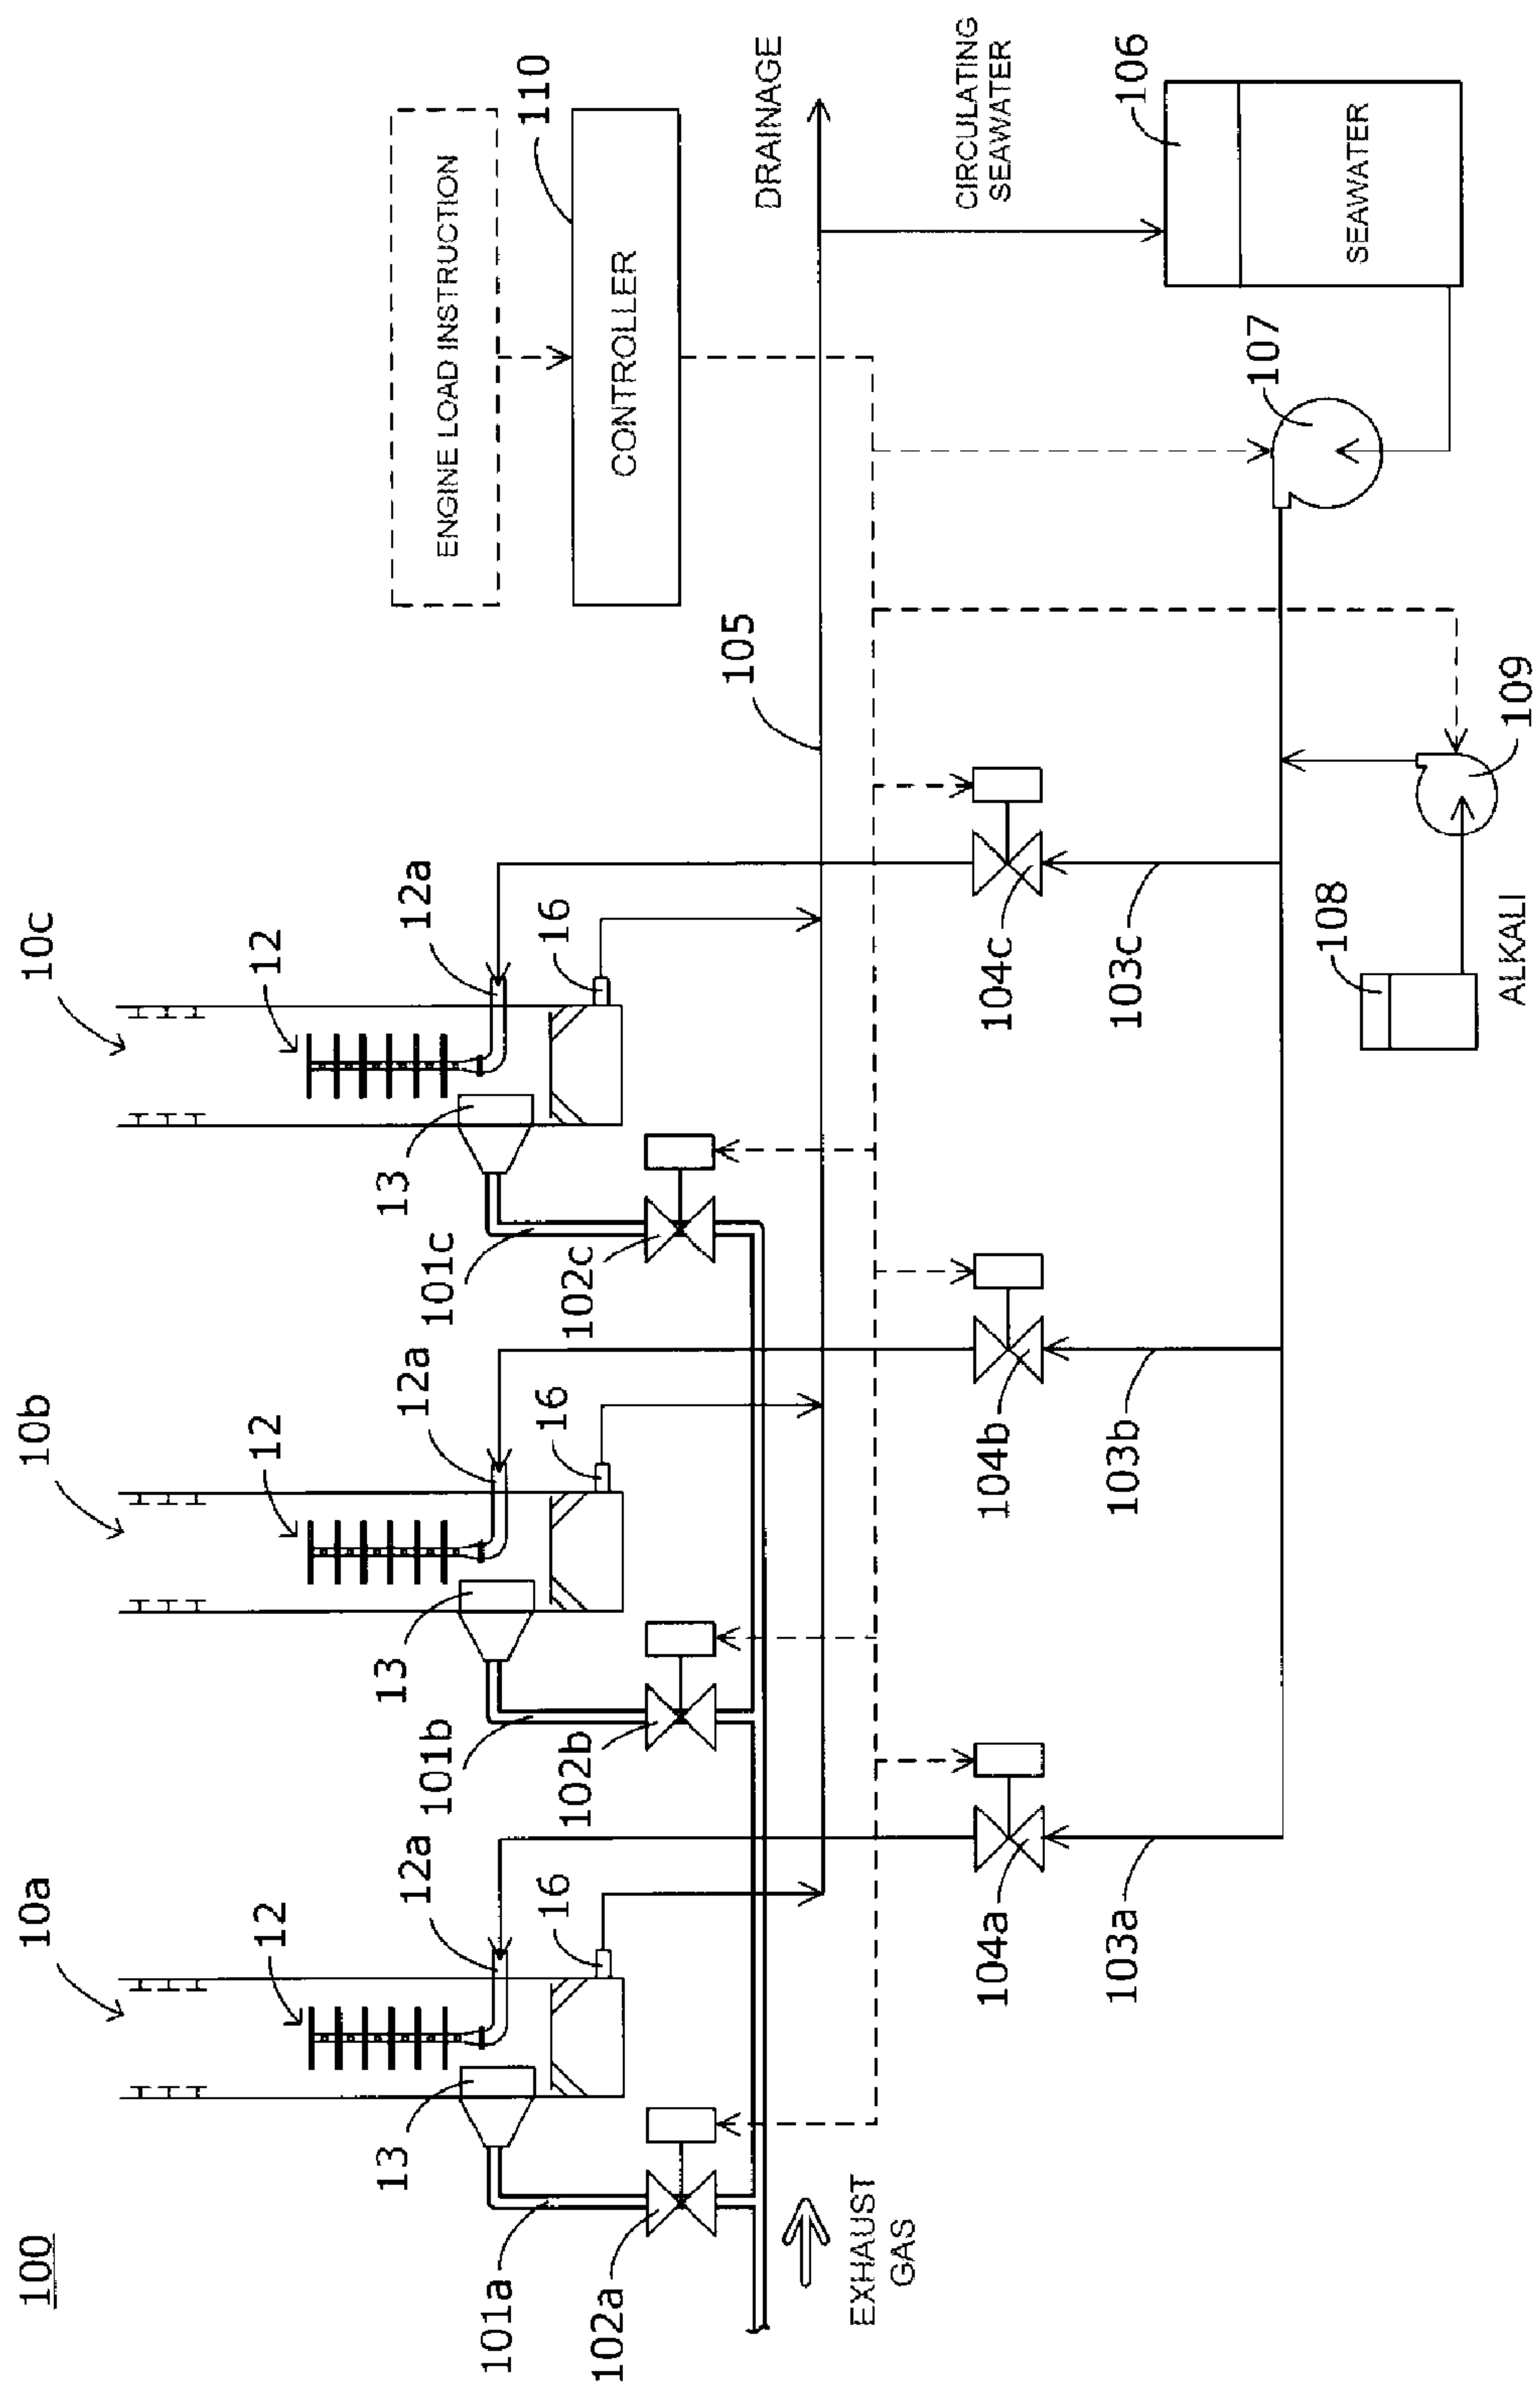 100
10a
10b
10c
12
12
12
12a
12a
12a
13
13
13
16
16
16
101a
101b
101c
102a
102b
102c
EXHAUST
GAS
ENGINE LOAD INSTRUCTION
CONTROLLER
110
105
DRAINAGE
CIRCULATING
SEAWATER
104a
104b
104c
103a
103b
103c
106
SEAWATER
107
108
109
ALKALI